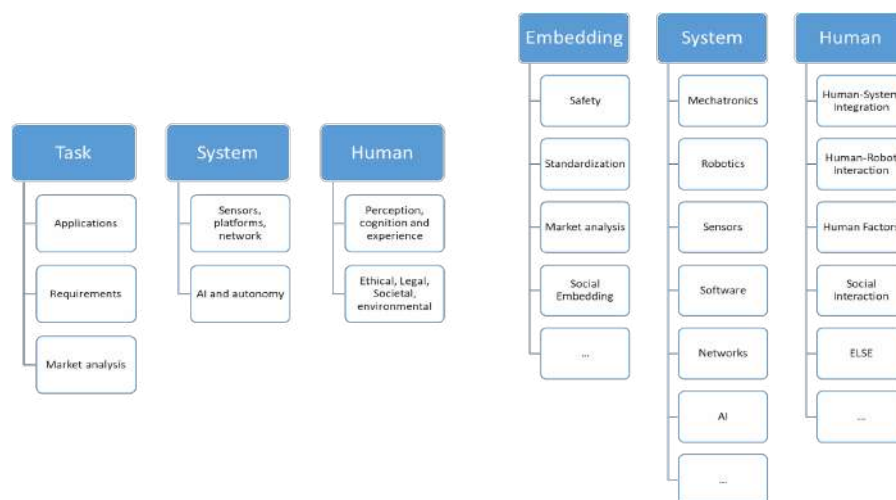 Task
Applications
Requirements
Market analysis
System
Sensors,
platforms,
network
AI and autonomy
Human
Perception,
cognition and
experience
Ethical, Legal,
Societal,
environmental
Embedding
Safety
Standardization
Market analysis
Social
Embedding
...
System
Mechatronics
Robotics
Sensors
Software
Networks
AI
...
Human
Human-System
Integration
Human-Robot
Interaction
Human Factors
Social
Interaction
ELSE
...